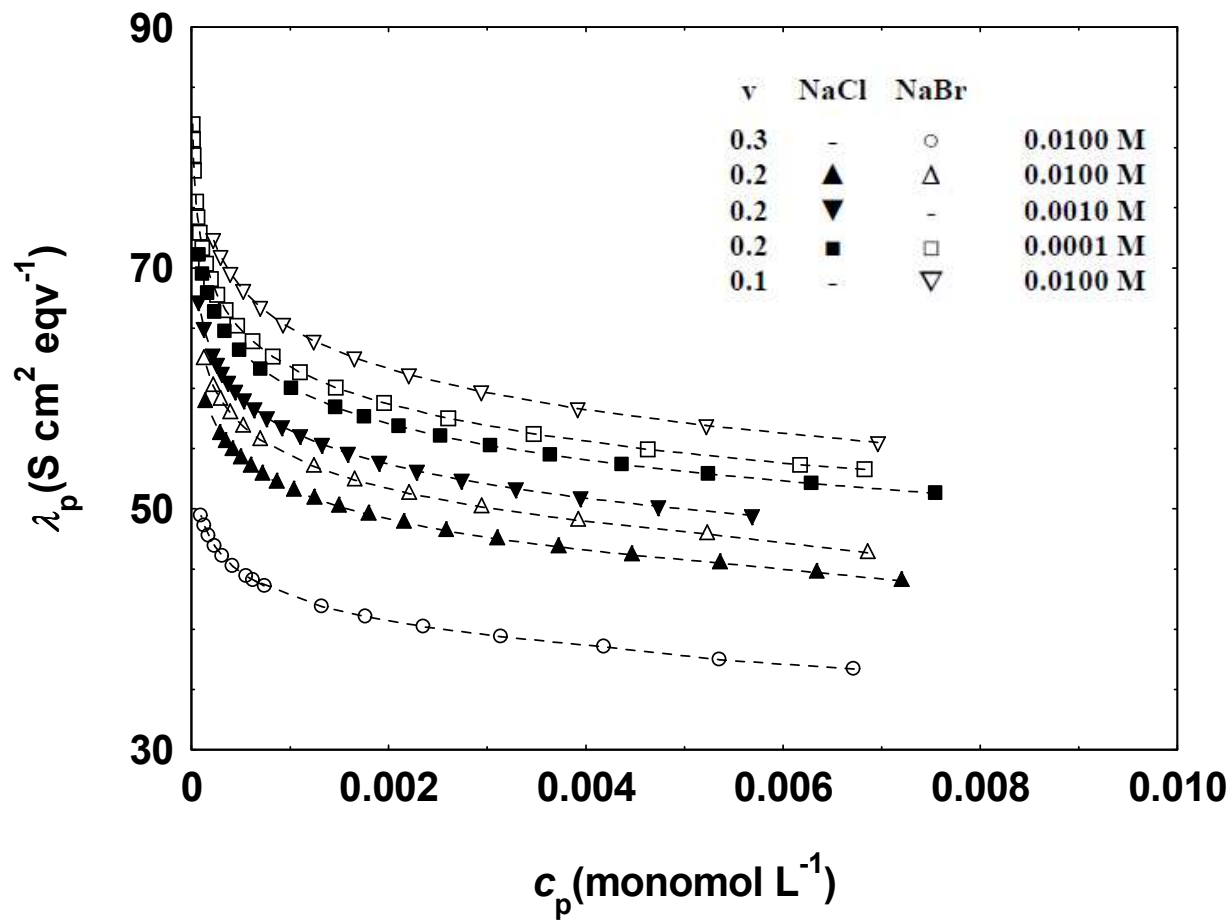 90
70
50
30
λp(S cm² eqv⁻¹)
v NaCl NaBr
0.3 - ○ 0.0100 M
0.2 ▲ △ 0.0100 M
0.2 ▼ - 0.0010 M
0.2 ■ □ 0.0001 M
0.1 - ▽ 0.0100 M
0 0.002 0.004 0.006 0.008 0.010
cp(monomol L⁻¹)